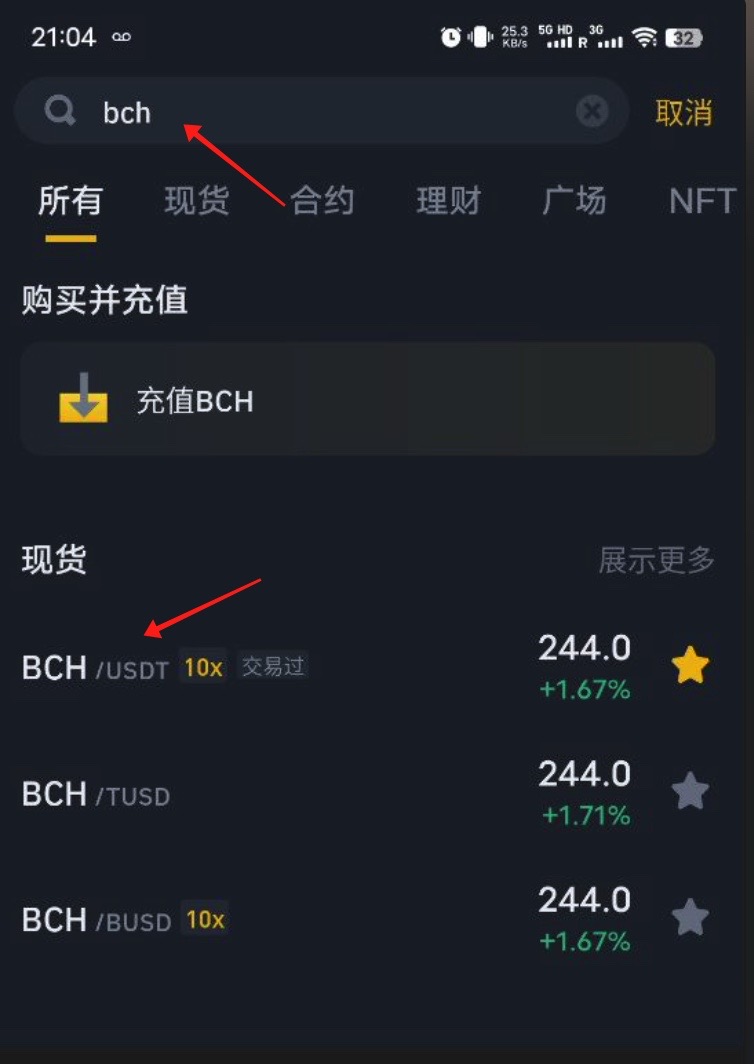 21:04 25.3 KB/s 5G HD R 3G 32
bch 取消
所有 现货 合约 理财 广场 NFT
购买并充值
充值BCH
现货 展示更多
BCH /USDT 10x 交易过 244.0
+1.67%
BCH /TUSD 244.0
+1.71%
BCH /BUSD 10x 244.0
+1.67%